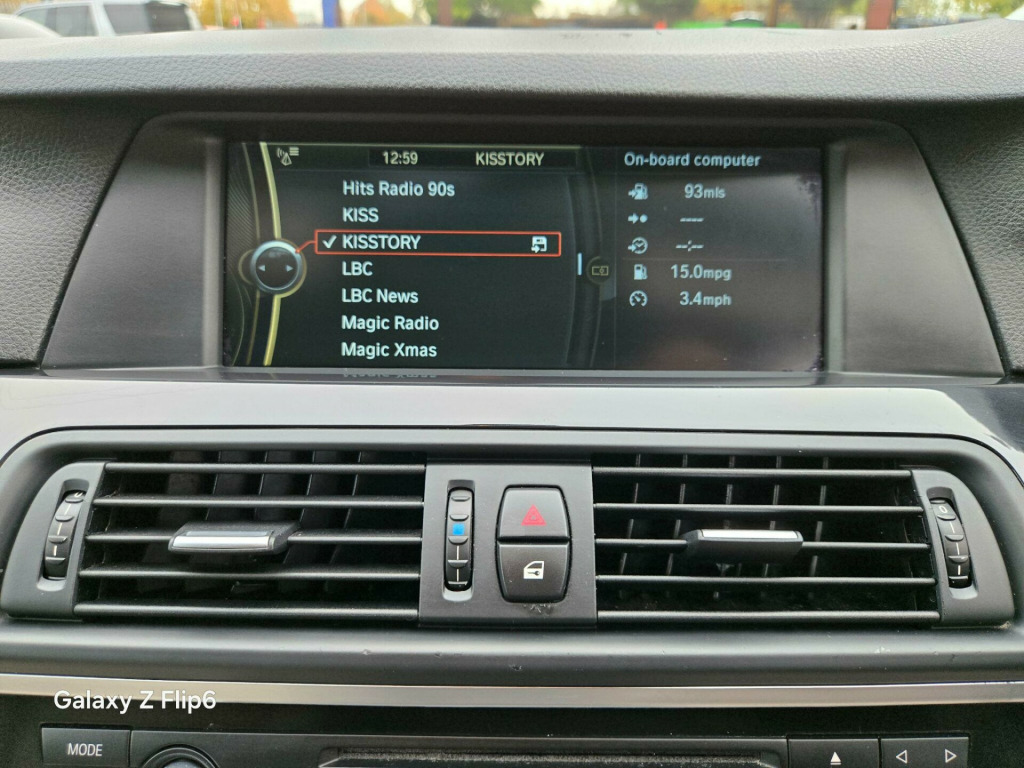 12:59 KISSTORY
Hits Radio 90s
KISS
KISSTORY
LBC
LBC News
Magic Radio
Magic Xmas
On-board computer
93mls
----
--:--
15.0mpg
3.4mph
0
Galaxy Z Flip6
MODE